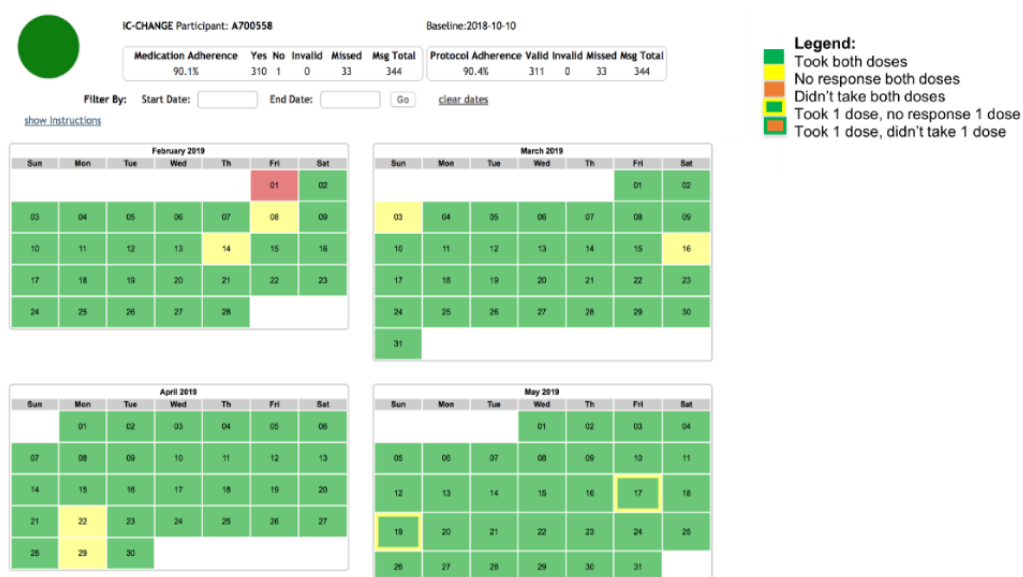 iC-CHANGE Participant: A700558 Baseline:2018-10-10
Medication Adherence Yes No Invalid Missed Msg Total
90.1% 310 1 0 33 344
Protocol Adherence Valid Invalid Missed Msg Total
90.4% 311 0 33 344
Filter By: Start Date: End Date: Go clear dates
show Instructions
Legend:
Took both doses
No response both doses
Didn't take both doses
Took 1 dose, no response 1 dose
Took 1 dose, didn't take 1 dose
February 2019
Sun Mon Tue Wed Th Fri Sat
01 02
03 04 05 06 07 08 09
10 11 12 13 14 15 16
17 18 19 20 21 22 23
24 25 26 27 28
March 2019
Sun Mon Tue Wed Th Fri Sat
01 02
03 04 05 06 07 08 09
10 11 12 13 14 15 16
17 18 19 20 21 22 23
24 25 26 27 28 29 30
31
April 2019
Sun Mon Tue Wed Th Fri Sat
01 02 03 04 05 06
07 08 09 10 11 12 13
14 15 16 17 18 19 20
21 22 23 24 25 26 27
28 29 30
May 2019
Sun Mon Tue Wed Th Fri Sat
01 02 03 04
05 06 07 08 09 10 11
12 13 14 15 16 17 18
19 20 21 22 23 24 25
26 27 28 29 30 31